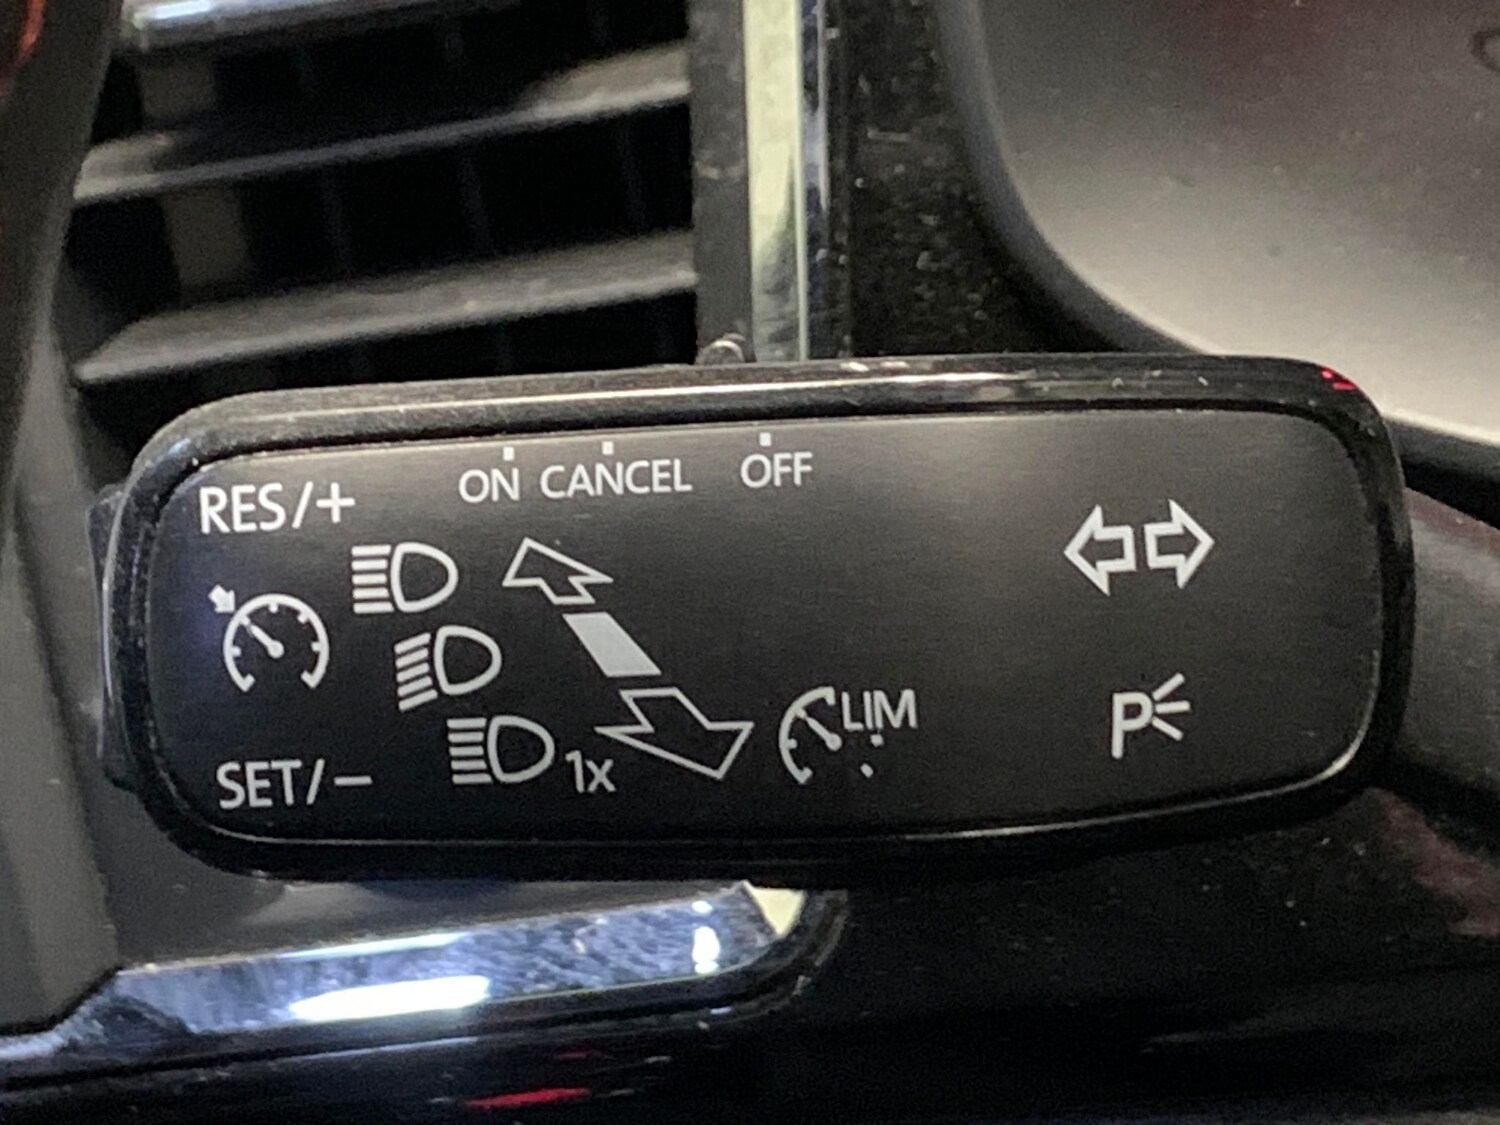 ON CANCEL OFF
RES/+
LIM
SET/−
1x
P